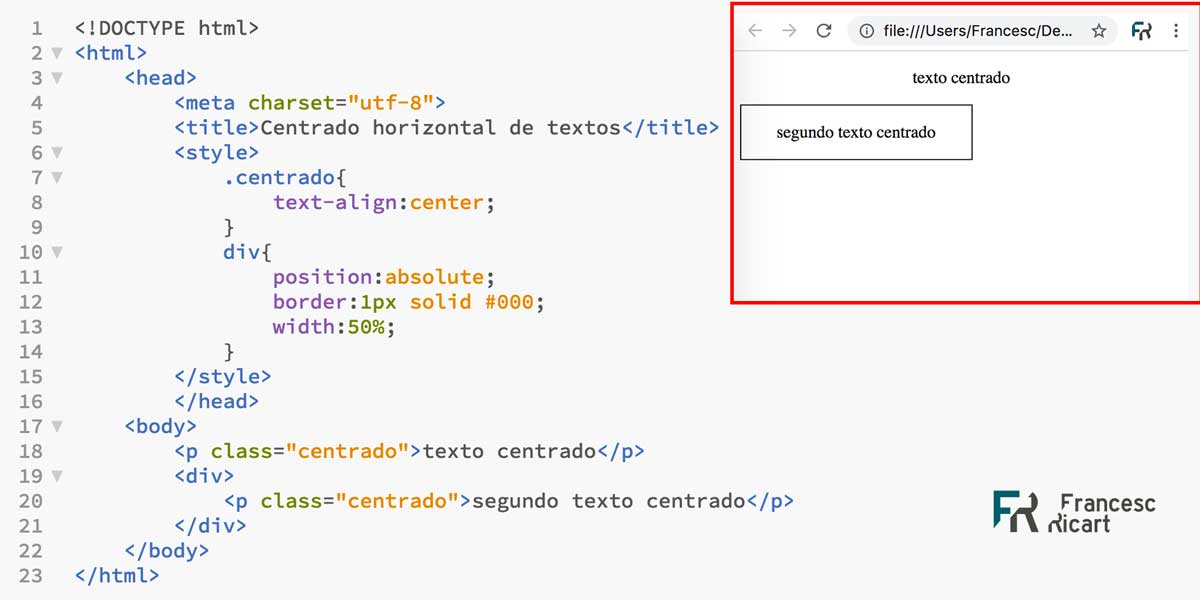 1 <!DOCTYPE html>
2 <html>
3 <head>
4 <meta charset="utf-8">
5 <title>Centrado horizontal de textos</title>
6 <style>
7 .centrado{
8 text-align:center;
9 }
10 div{
11 position:absolute;
12 border:1px solid #000;
13 width:50%;
14 }
15 </style>
16 </head>
17 <body>
18 <p class="centrado">texto centrado</p>
19 <div>
20 <p class="centrado">segundo texto centrado</p>
21 </div>
22 </body>
23 </html>
file:///Users/Francesc/De...
FR
texto centrado
segundo texto centrado
FR
Francesc
Ricart